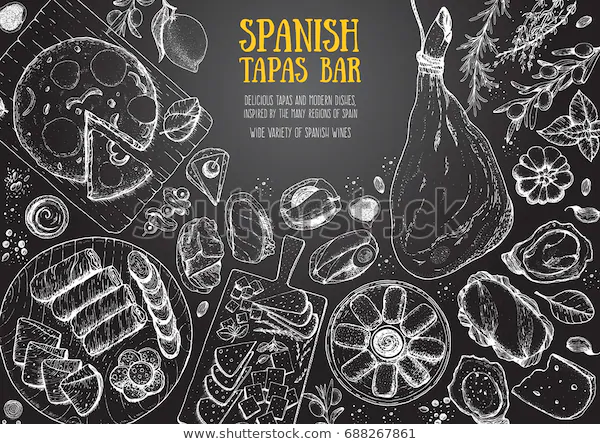 SPANISH
TAPAS BAR
DELICIOUS TAPAS AND MODERN DISHES,
INSPIRED BY THE MANY REGIONS OF SPAIN
WIDE VARIETY OF SPANISH WINES
shutterstock
www.shutterstock.com · 688267861